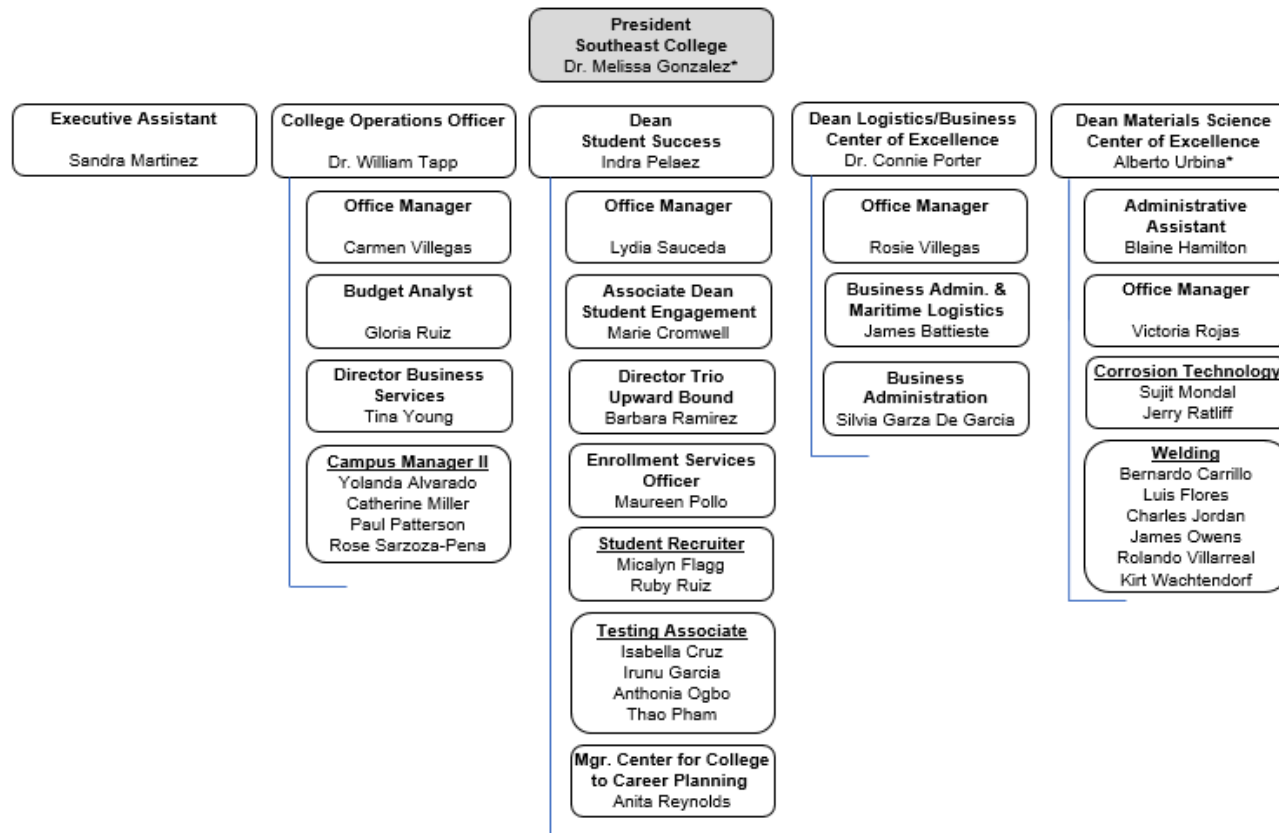 President
Southeast College
Dr. Melissa Gonzalez*
Executive Assistant
Sandra Martinez
College Operations Officer
Dr. William Tapp
Office Manager
Carmen Villegas
Budget Analyst
Gloria Ruiz
Director Business
Services
Tina Young
Campus Manager II
Yolanda Alvarado
Catherine Miller
Paul Patterson
Rose Sarzoza-Pena
Dean
Student Success
Indra Pelaez
Office Manager
Lydia Sauceda
Associate Dean
Student Engagement
Marie Cromwell
Director Trio
Upward Bound
Barbara Ramirez
Enrollment Services
Officer
Maureen Pollo
Student Recruiter
Micalyn Flagg
Ruby Ruiz
Testing Associate
Isabella Cruz
Irunu Garcia
Anthonia Ogbo
Thao Pham
Mgr. Center for College
to Career Planning
Anita Reynolds
Dean Logistics/Business
Center of Excellence
Dr. Connie Porter
Office Manager
Rosie Villegas
Business Admin. &
Maritime Logistics
James Battieste
Business
Administration
Silvia Garza De Garcia
Dean Materials Science
Center of Excellence
Alberto Urbina*
Administrative
Assistant
Blaine Hamilton
Office Manager
Victoria Rojas
Corrosion Technology
Sujit Mondal
Jerry Ratliff
Welding
Bernardo Carrillo
Luis Flores
Charles Jordan
James Owens
Rolando Villarreal
Kirt Wachtendorf